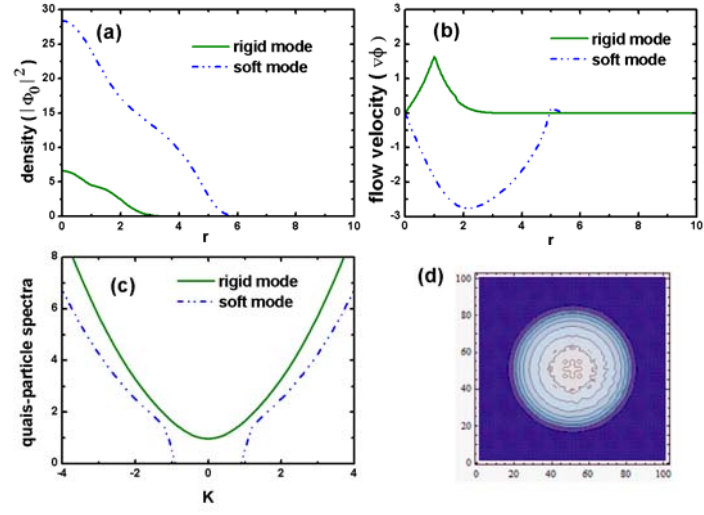 (a)
rigid mode
soft mode
density ( |Φ₀| ² )
30
25
20
15
10
5
0
0 2 4 6 8 10
r
(b)
rigid mode
soft mode
flow velocity ( ∇ϕ )
3
2
1
0
-1
-2
-3
0 2 4 6 8 10
r
(c)
rigid mode
soft mode
quais-particle spectra
8
6
4
2
0
-4 -2 0 2 4
K
(d)
100
80
60
40
20
0
0 20 40 60 80 100